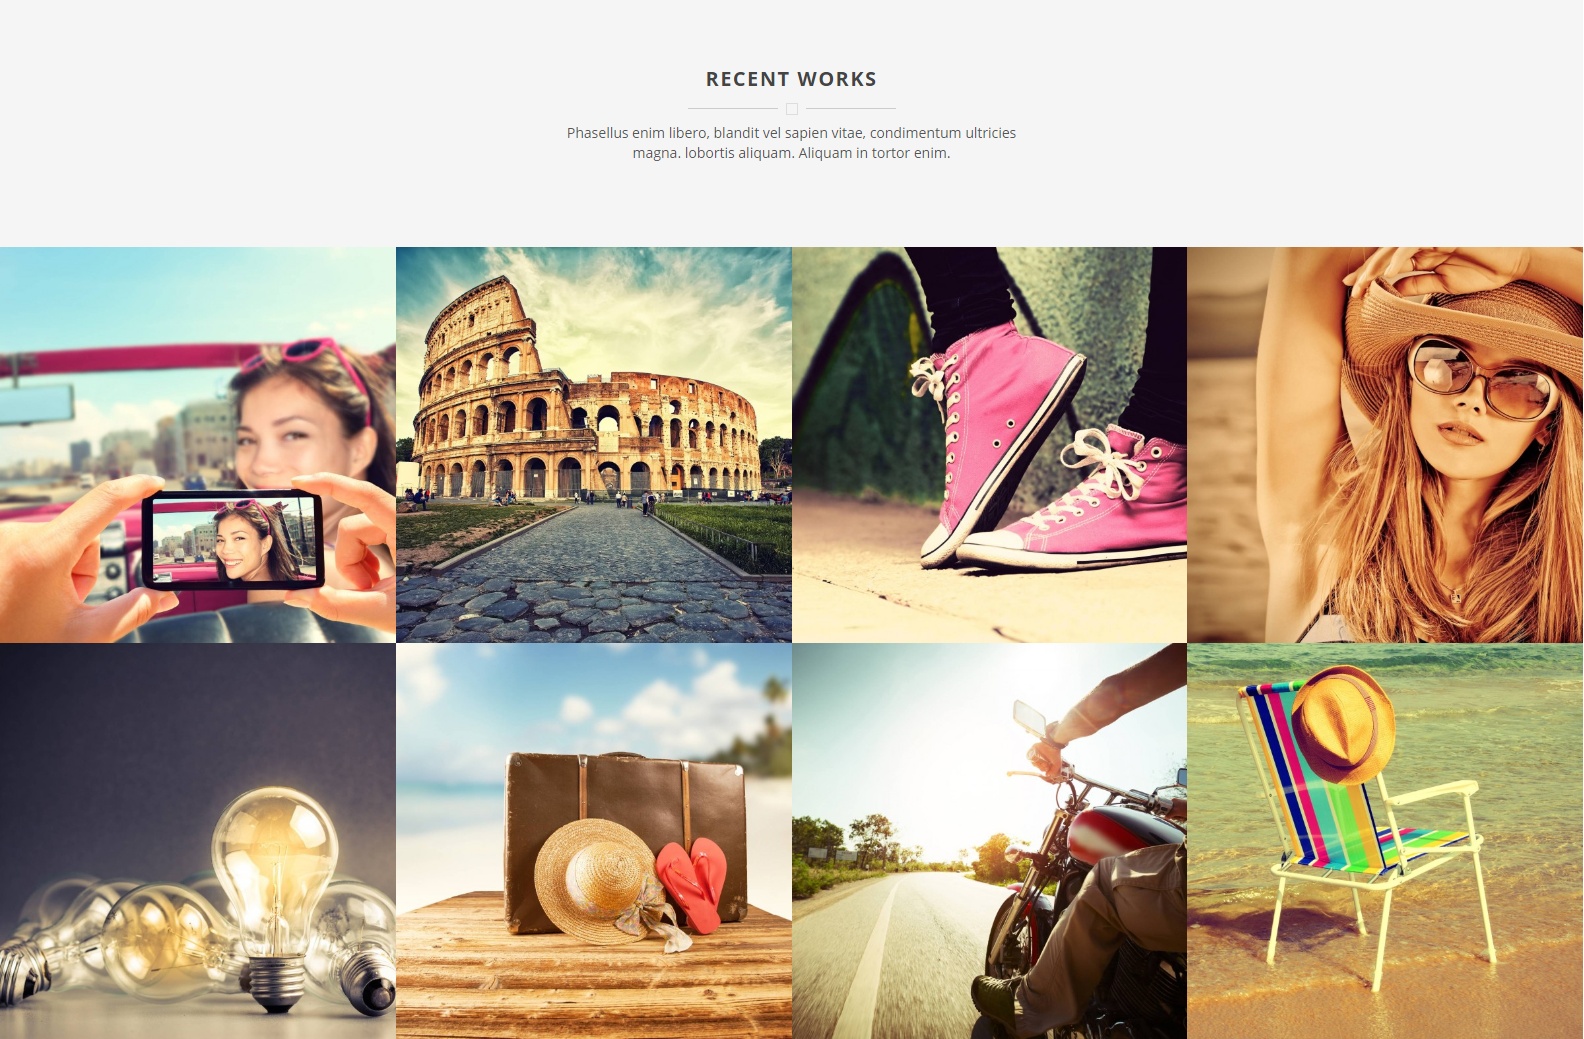 RECENT WORKS
Phasellus enim libero, blandit vel sapien vitae, condimentum ultricies
magna. lobortis aliquam. Aliquam in tortor enim.